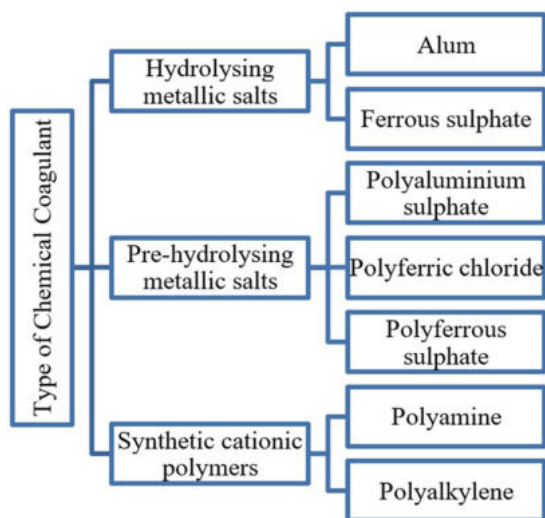 Type of Chemical Coagulant
Hydrolysing
metallic salts
Alum
Ferrous sulphate
Pre-hydrolysing
metallic salts
Polyaluminium
sulphate
Polyferric chloride
Polyferrous
sulphate
Synthetic cationic
polymers
Polyamine
Polyalkylene